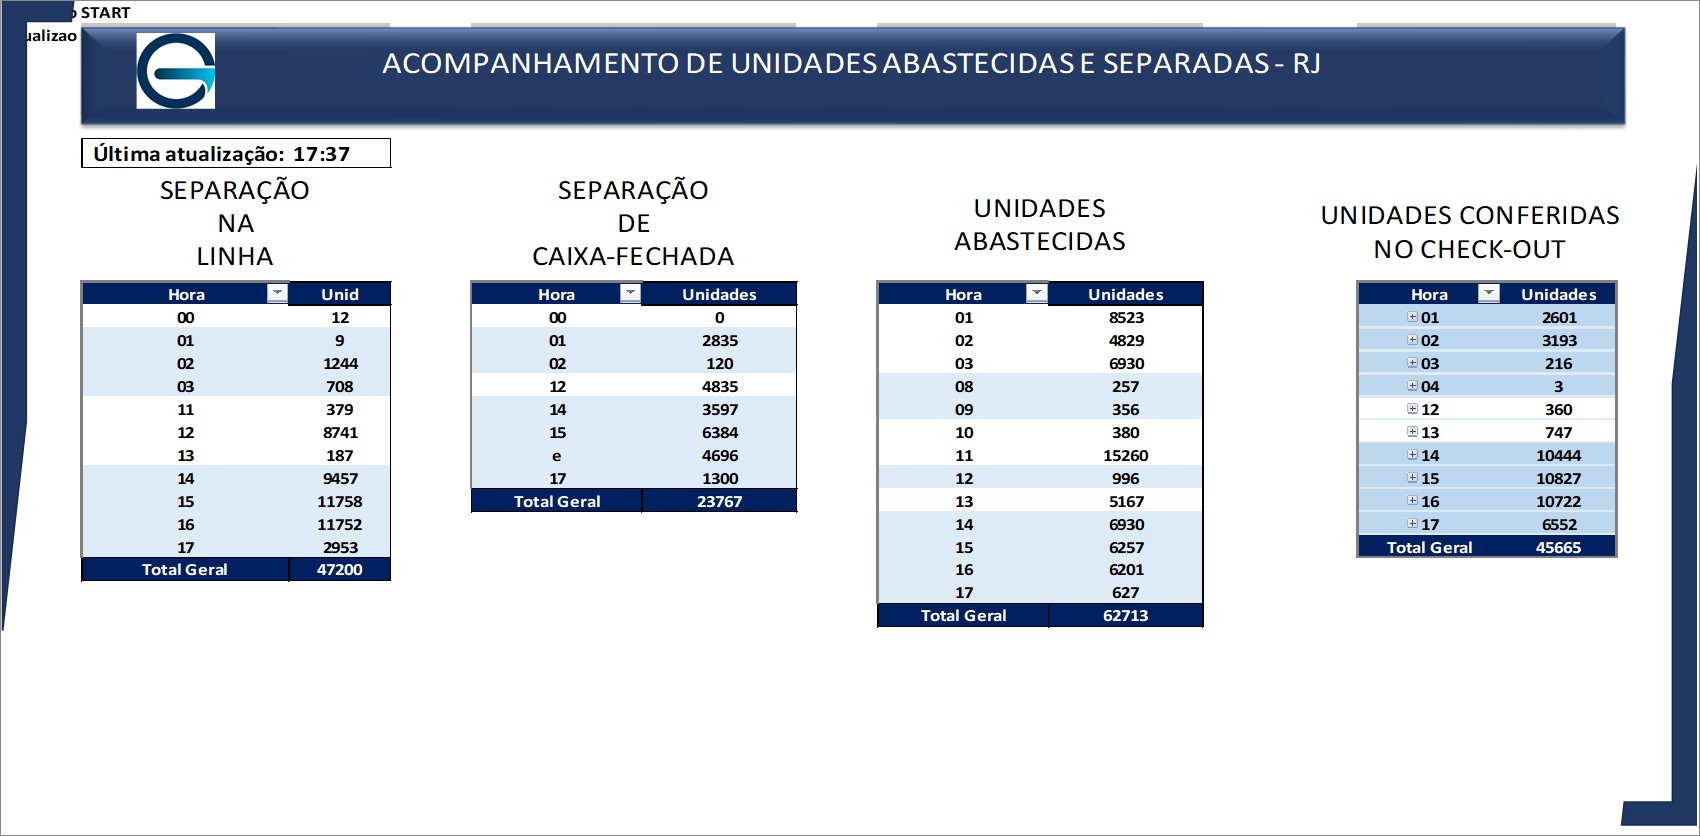 START
ualizao
ACOMPANHAMENTO DE UNIDADES ABASTECIDAS E SEPARADAS - RJ
Última atualização: 17:37
SEPARAÇÃO
NA
LINHA
Hora Unid
00 12
01 9
02 1244
03 708
11 379
12 8741
13 187
14 9457
15 11758
16 11752
17 2953
Total Geral 47200
SEPARAÇÃO
DE
CAIXA-FECHADA
Hora Unidades
00 0
01 2835
02 120
12 4835
14 3597
15 6384
e 4696
17 1300
Total Geral 23767
UNIDADES
ABASTECIDAS
Hora Unidades
01 8523
02 4829
03 6930
08 257
09 356
10 380
11 15260
12 996
13 5167
14 6930
15 6257
16 6201
17 627
Total Geral 62713
UNIDADES CONFERIDAS
NO CHECK-OUT
Hora Unidades
01 2601
02 3193
03 216
04 3
12 360
13 747
14 10444
15 10827
16 10722
17 6552
Total Geral 45665